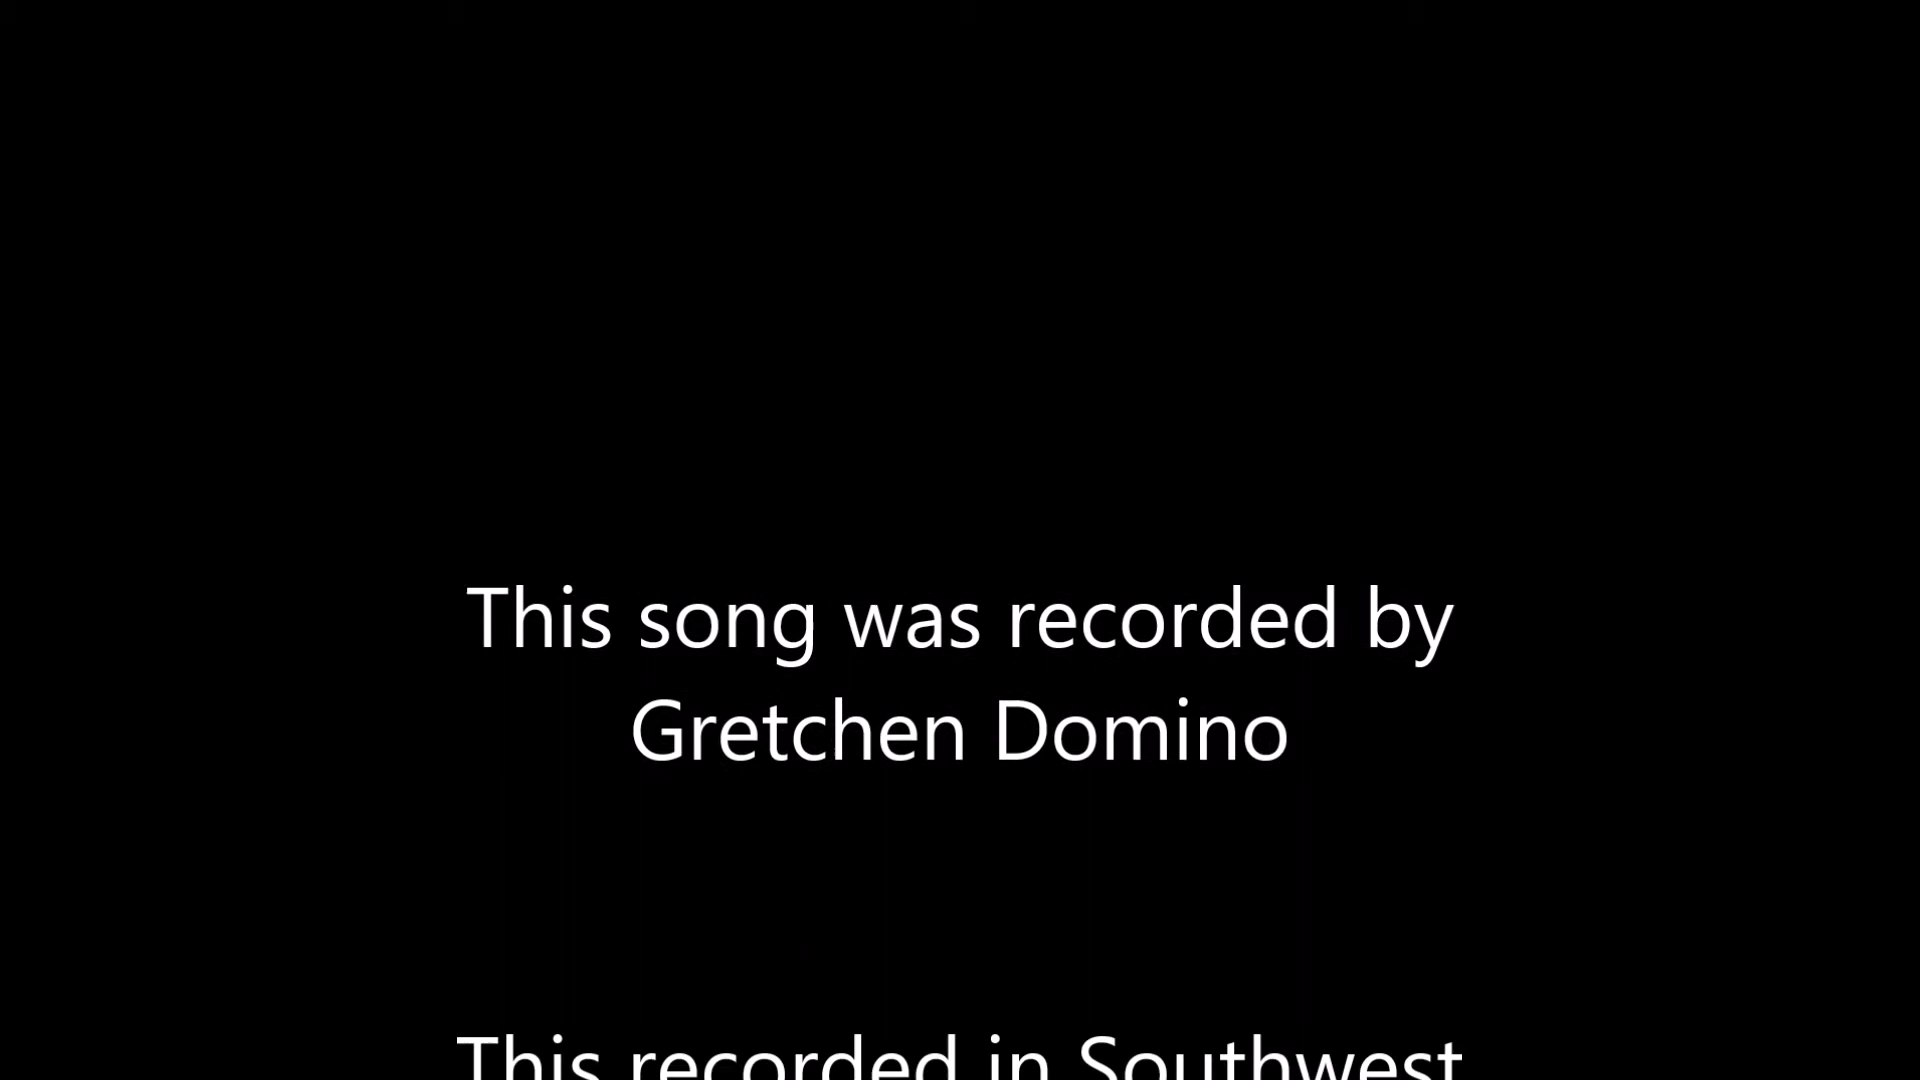 This song was recorded by
Gretchen Domino
This recorded in Southwest